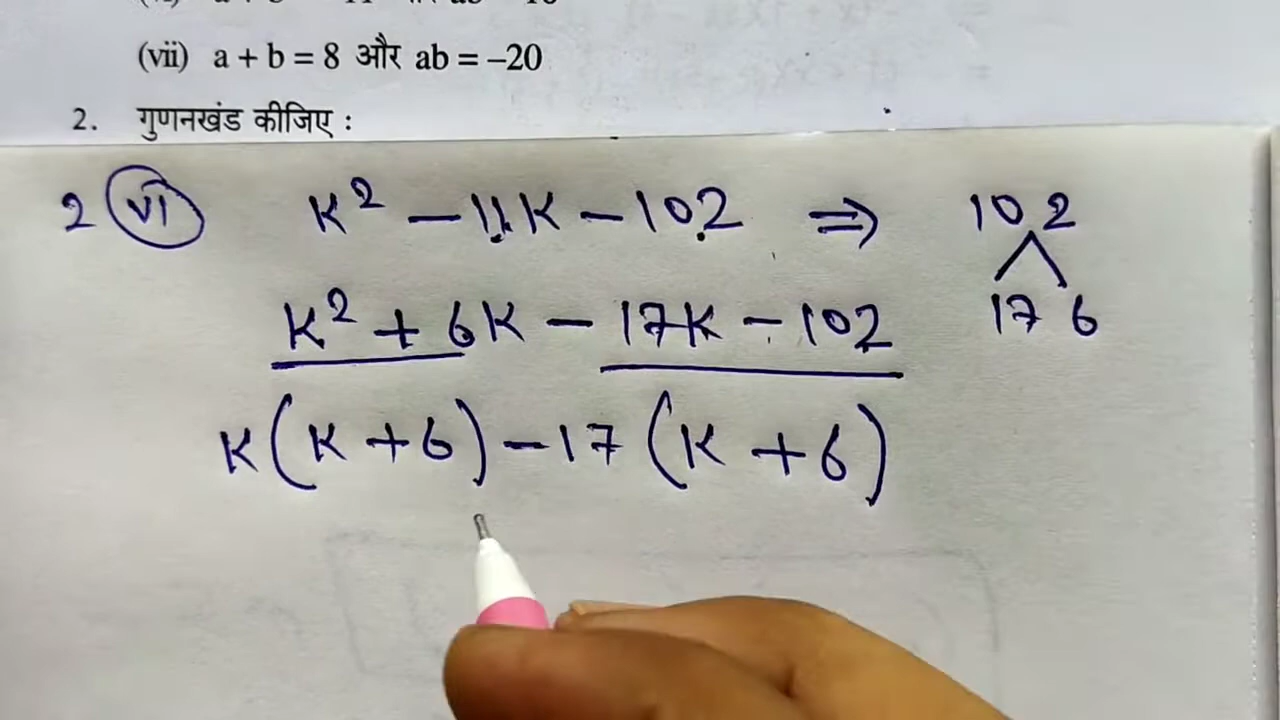 (vii) a + b = 8 और ab = –20
2. गुणनखंड कीजिए :
2 (vi) K² – 11K – 102 ⇒ 102
K² + 6K – 17K – 102 17 6
K(K + 6) – 17(K + 6)